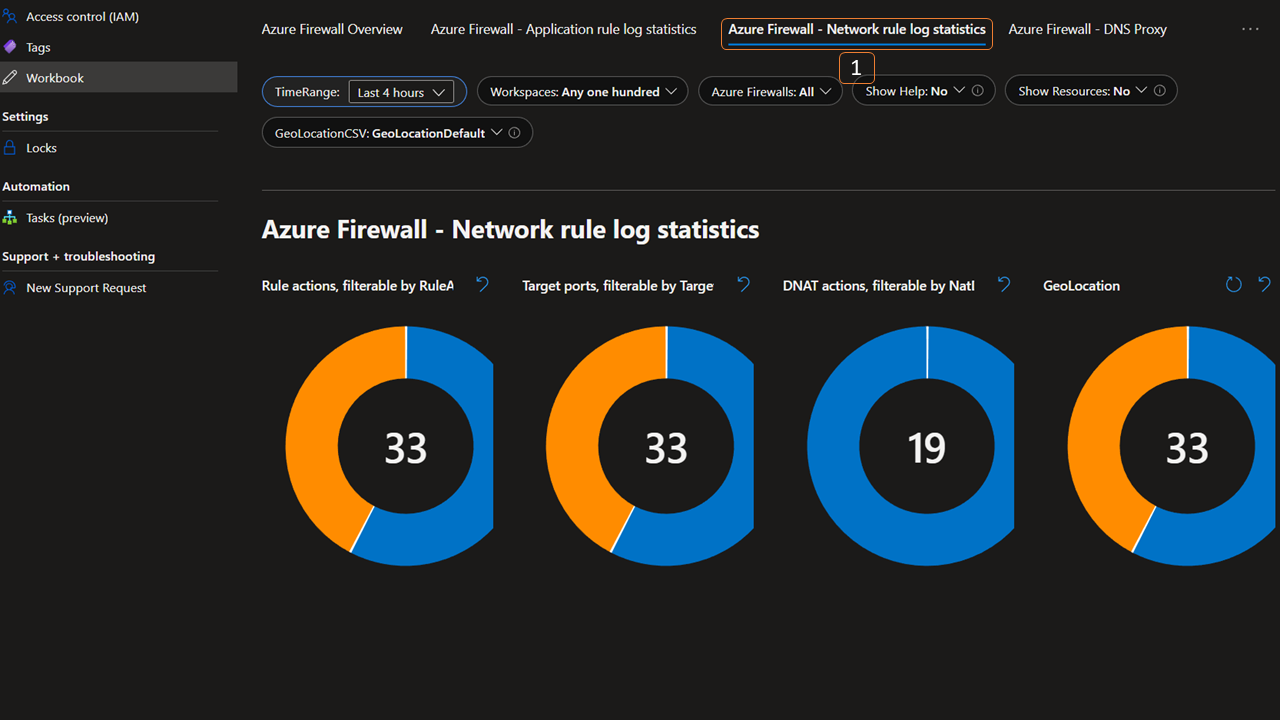 Access control (IAM)
Tags
Workbook
Settings
Locks
Automation
Tasks (preview)
Support + troubleshooting
New Support Request
Azure Firewall Overview
Azure Firewall - Application rule log statistics
Azure Firewall - Network rule log statistics
Azure Firewall - DNS Proxy
...
1
TimeRange: Last 4 hours
Workspaces: Any one hundred
Azure Firewalls: All
Show Help: No
Show Resources: No
GeoLocationCSV: GeoLocationDefault
Azure Firewall - Network rule log statistics
Rule actions, filterable by RuleA
Target ports, filterable by Targe
DNAT actions, filterable by NatI
GeoLocation
33
33
19
33